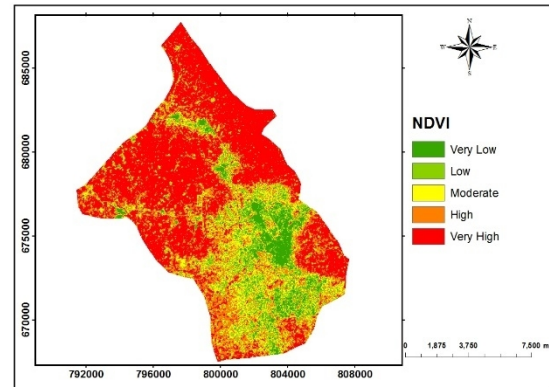 685000
680000
675000
670000
792000 796000 800000 804000 808000
N
W E
S
NDVI
Very Low
Low
Moderate
High
Very High
0 1,875 3,750 7,500 m